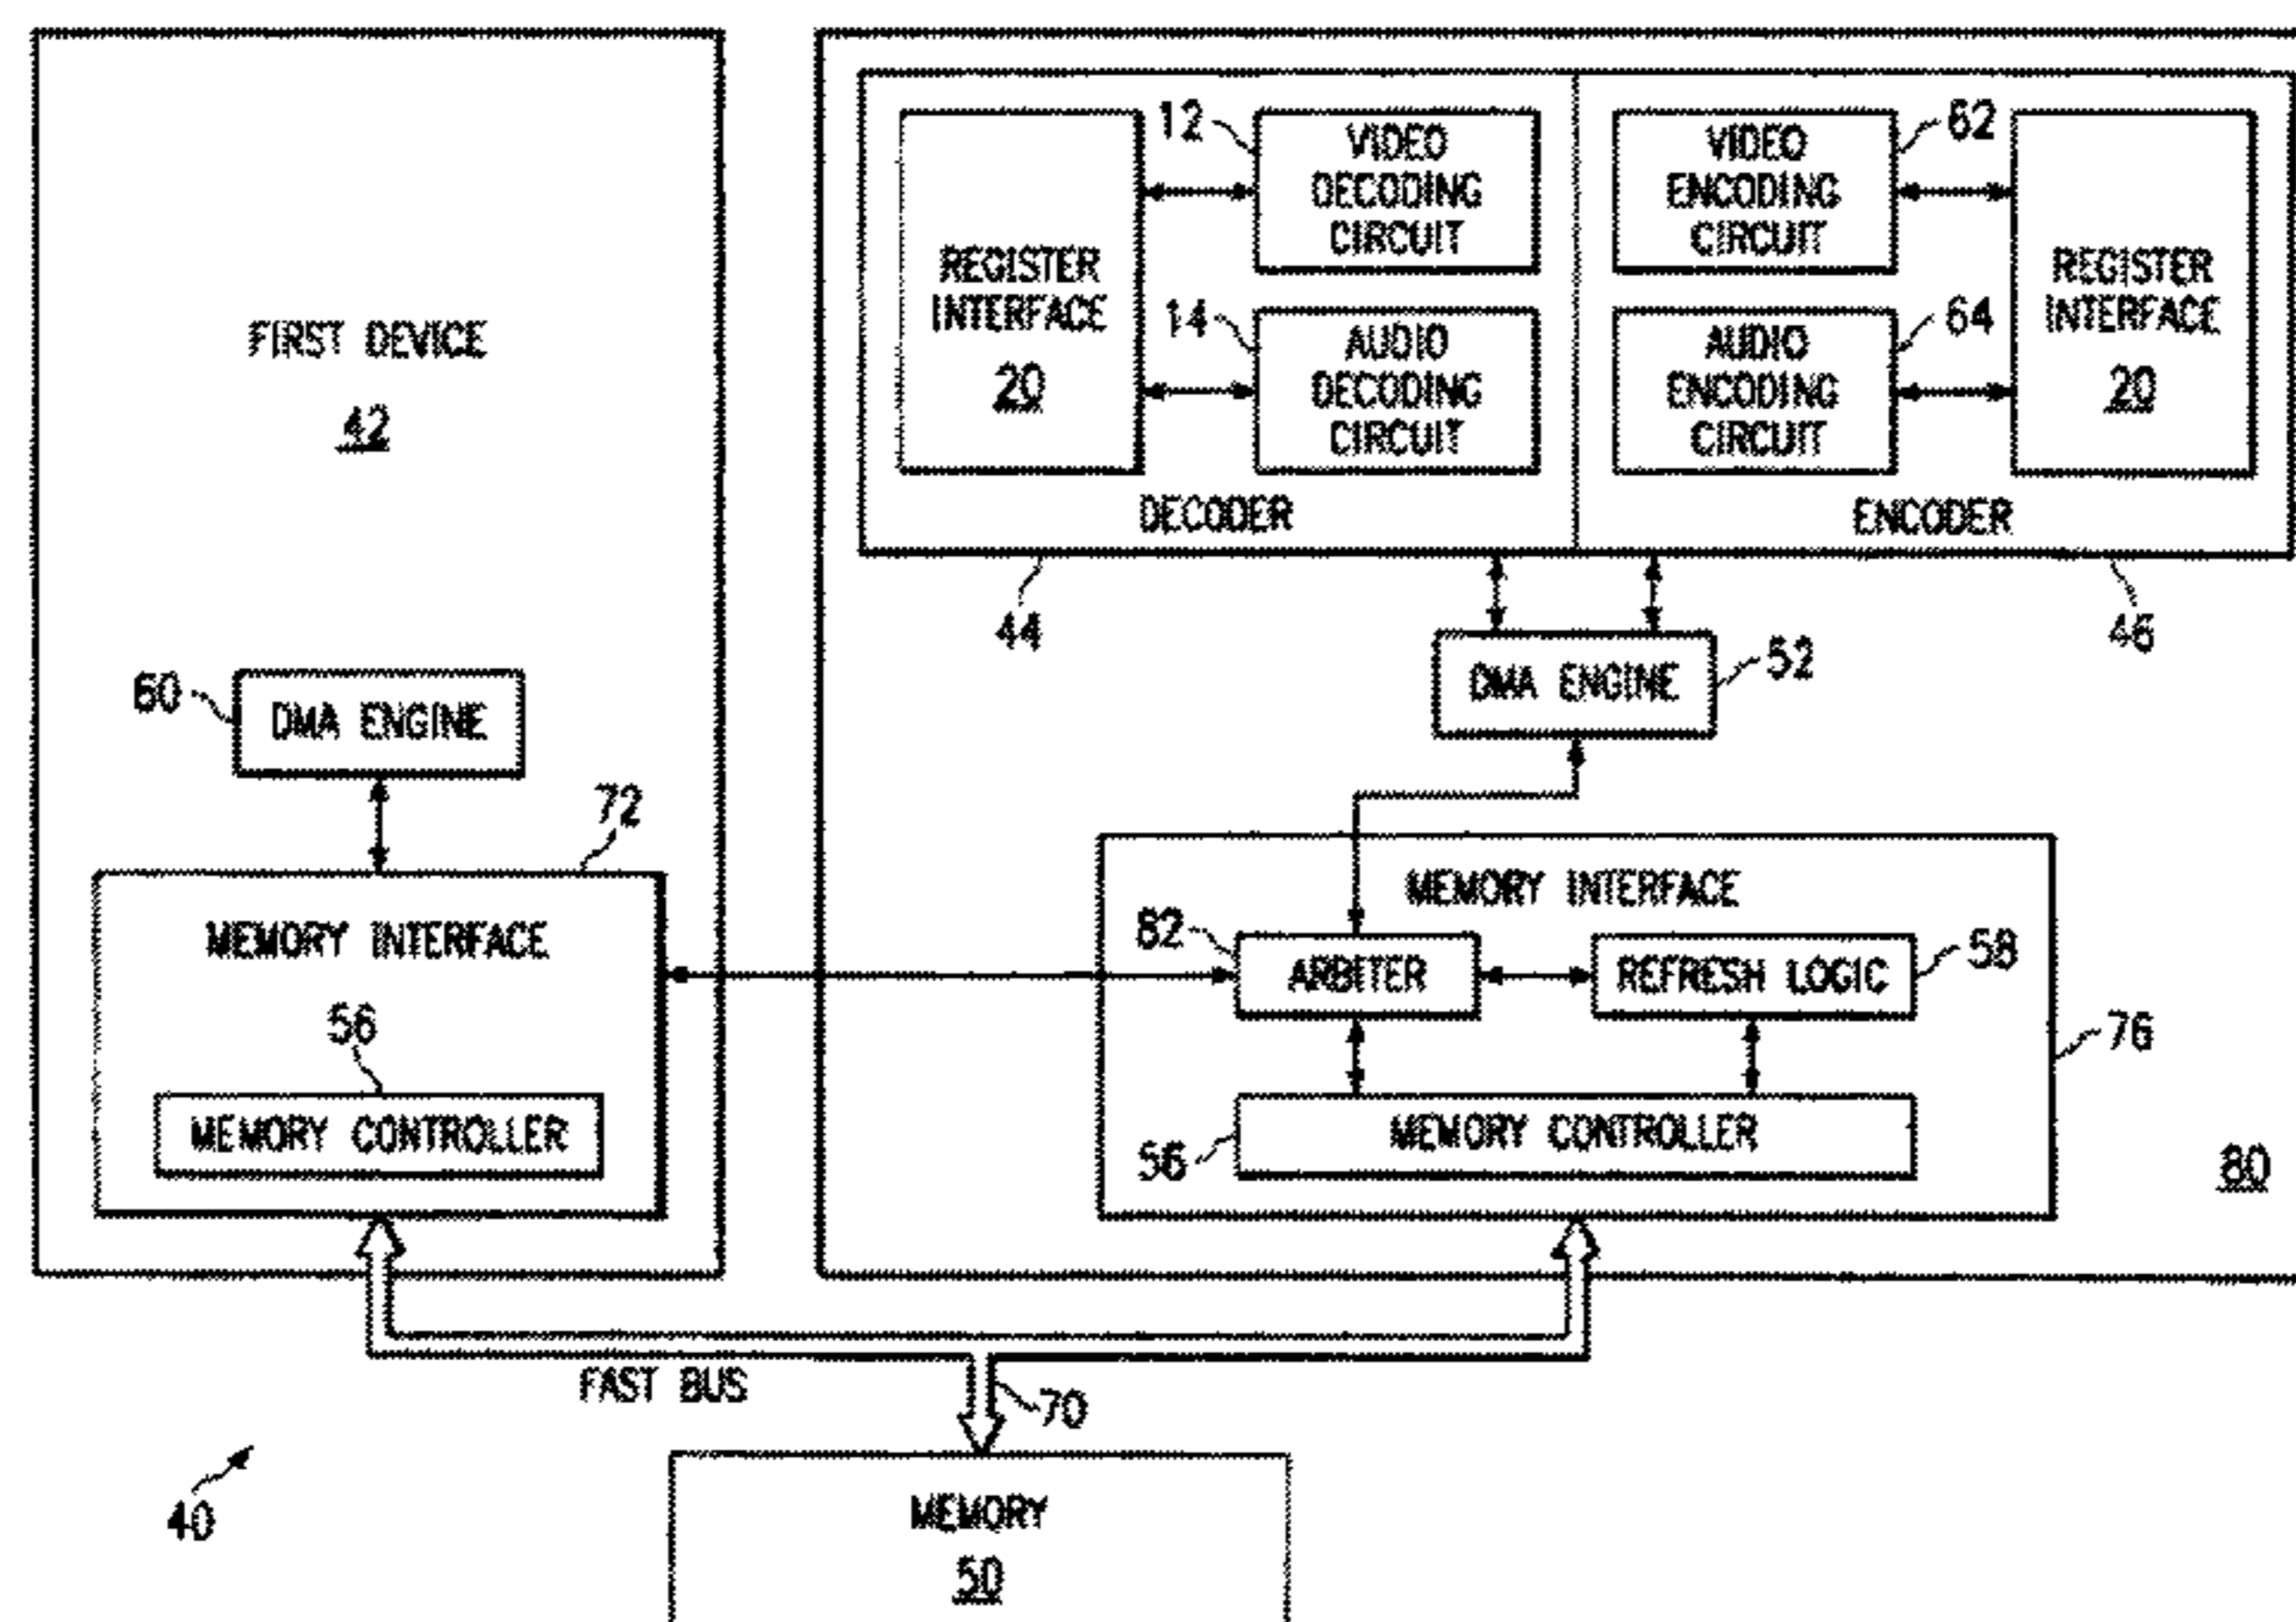 FIRST DEVICE
42
60
DMA ENGINE
72
MEMORY INTERFACE
56
MEMORY CONTROLLER
REGISTER
INTERFACE
20
12
VIDEO
DECODING
CIRCUIT
14
AUDIO
DECODING
CIRCUIT
DECODER
44
VIDEO
ENCODING
CIRCUIT
62
AUDIO
ENCODING
CIRCUIT
64
REGISTER
INTERFACE
20
ENCODER
46
DMA ENGINE
52
MEMORY INTERFACE
82
ARBITER
REFRESH LOGIC
58
76
56
MEMORY CONTROLLER
80
FAST BUS
70
40
MEMORY
50